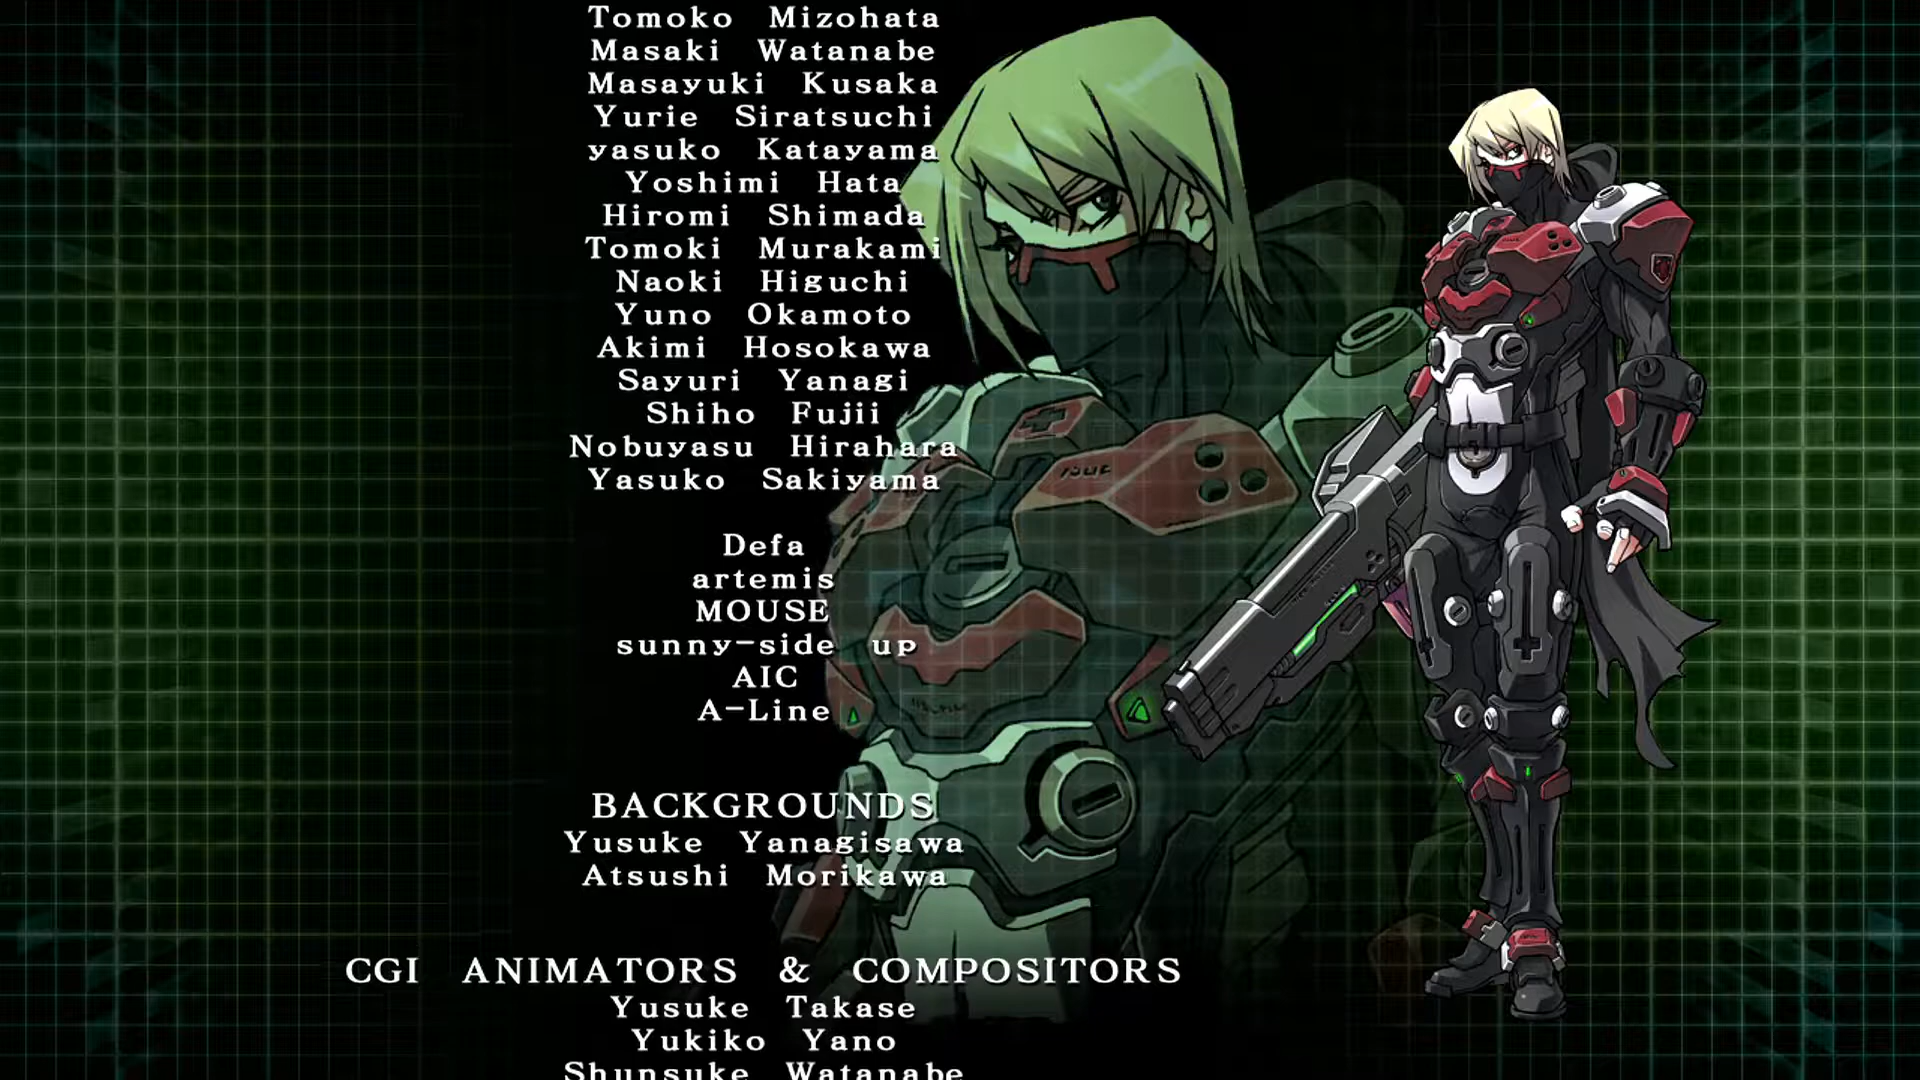 Tomoko Mizohata
Masaki Watanabe
Masayuki Kusaka
Yurie Siratsuchi
yasuko Katayama
Yoshimi Hata
Hiromi Shimada
Tomoki Murakami
Naoki Higuchi
Yuno Okamoto
Akimi Hosokawa
Sayuri Yanagi
Shiho Fujii
Nobuyasu Hirahara
Yasuko Sakiyama
Defa
artemis
MOUSE
sunny-side up
AIC
A-Line
BACKGROUNDS
Yusuke Yanagisawa
Atsushi Morikawa
CGI ANIMATORS & COMPOSITORS
Yusuke Takase
Yukiko Yano
Shunsuke Watanabe